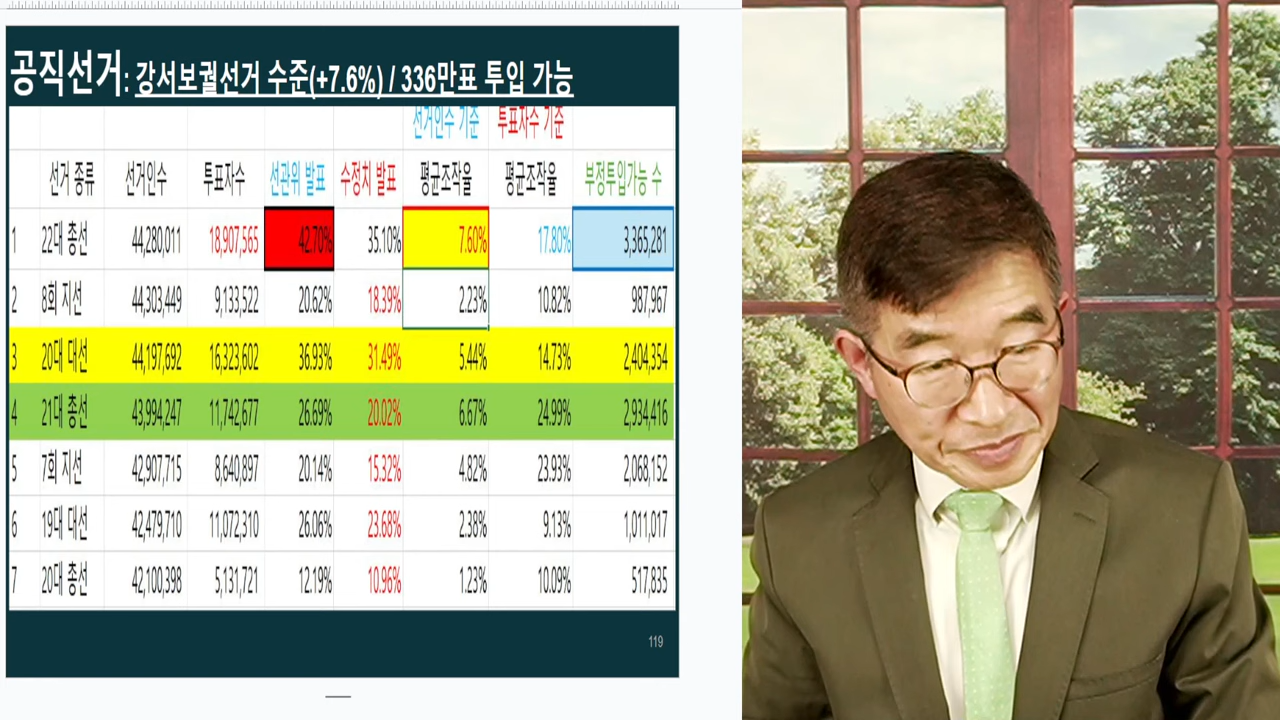 공직선거: 강서보궐선거 수준(+7.6%) / 336만표 투입 가능
선거인수 기준 투표자수 기준
선거 종류 선거인수 투표자수 선관위 발표 수정치 발표 평균조작율 평균조작율 부정투입가능 수
1 22대 총선 44,280,011 18,907,565 42.70% 35.10% 7.60% 17.80% 3,365,281
2 8회 지선 44,303,449 9,133,522 20.62% 18.39% 2.23% 10.82% 987,967
3 20대 대선 44,197,692 16,323,602 36.93% 31.49% 5.44% 14.73% 2,404,354
4 21대 총선 43,994,247 11,742,677 26.69% 20.02% 6.67% 24.99% 2,934,416
5 7회 지선 42,907,715 8,640,897 20.14% 15.32% 4.82% 23.93% 2,068,152
6 19대 대선 42,479,710 11,072,310 26.06% 23.68% 2.38% 9.13% 1,011,017
7 20대 총선 42,100,398 5,131,721 12.19% 10.96% 1.23% 10.09% 517,835
119